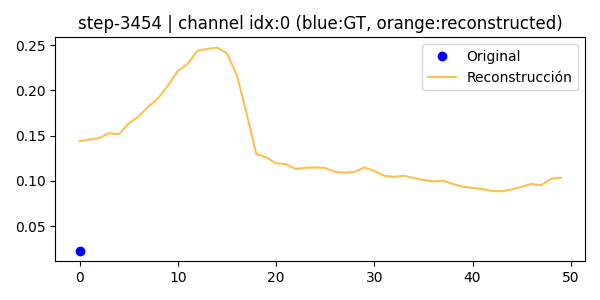 step-3454 | channel idx:0 (blue:GT, orange:reconstructed)
Original
Reconstrucción
0.25
0.20
0.15
0.10
0.05
0 10 20 30 40 50